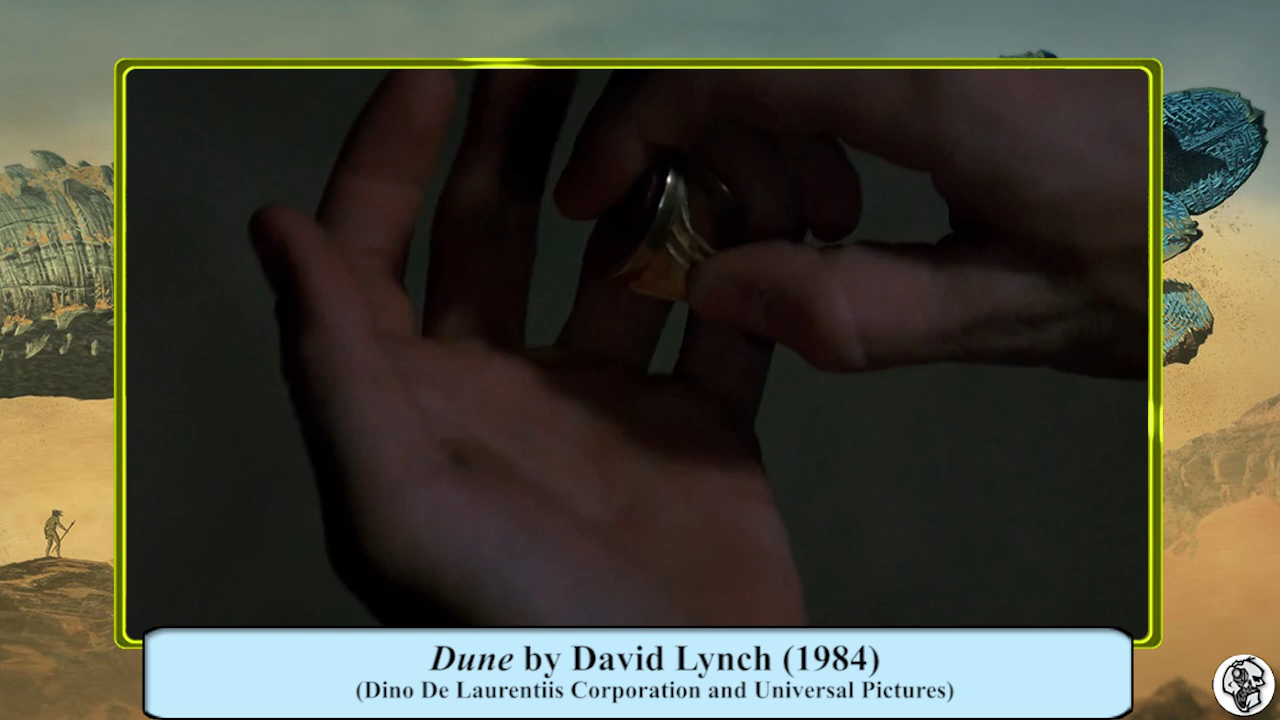 Dune by David Lynch (1984)
(Dino De Laurentiis Corporation and Universal Pictures)